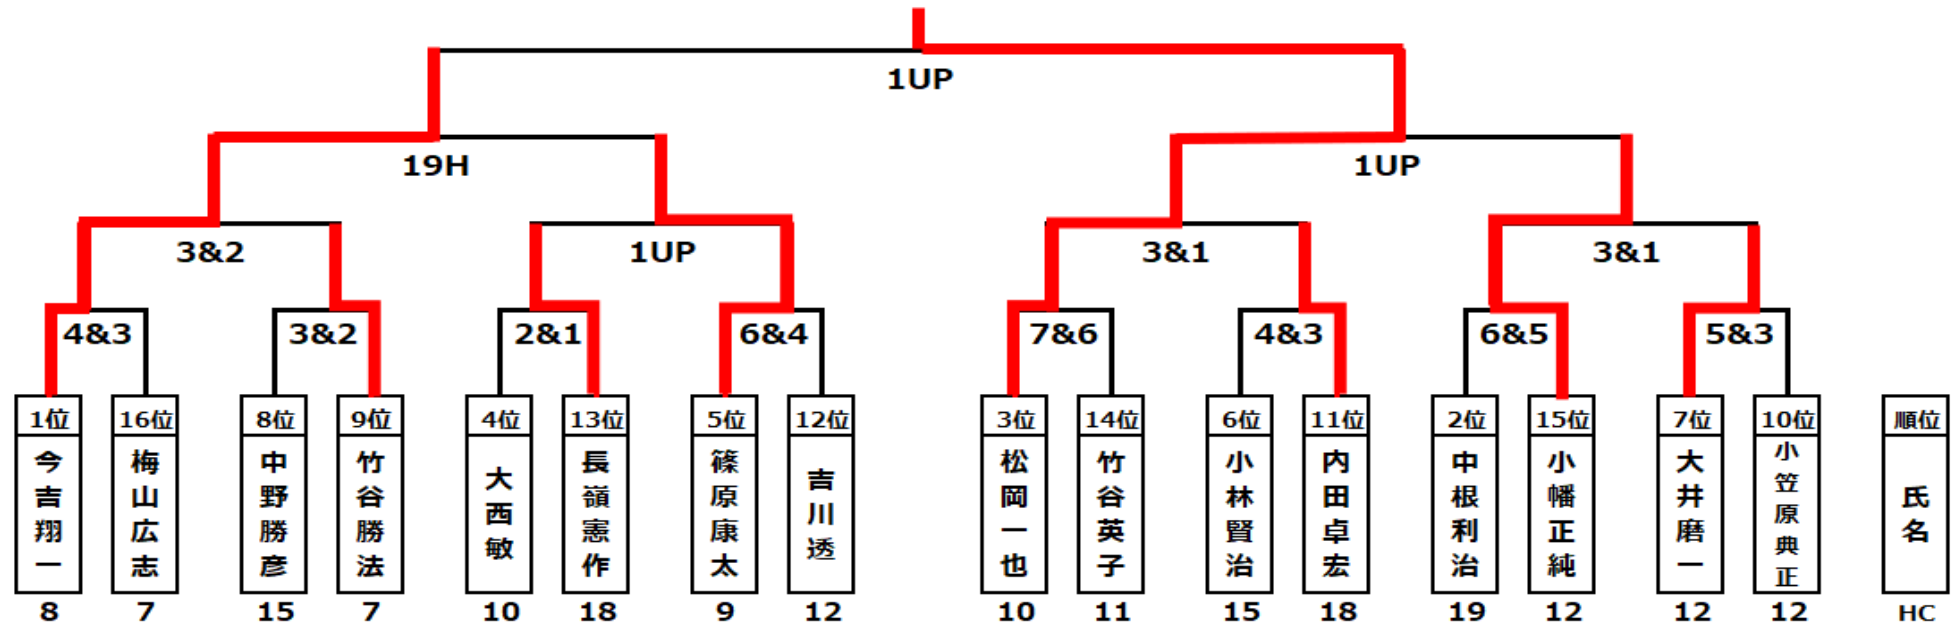 1UP
19H
1UP
3&2
1UP
3&1
3&1
4&3
3&2
2&1
6&4
7&6
4&3
6&5
5&3
1位
16位
8位
9位
4位
13位
5位
12位
3位
14位
6位
11位
2位
15位
7位
10位
順位
今吉翔一
梅山広志
中野勝彦
竹谷勝法
大西敏
長嶺憲作
篠原康太
吉川透
松岡一也
竹谷英子
小林賢治
内田卓宏
中根利治
小幡正純
大井磨一
小笠原典正
氏名
8
7
15
7
10
18
9
12
10
11
15
18
19
12
12
12
HC